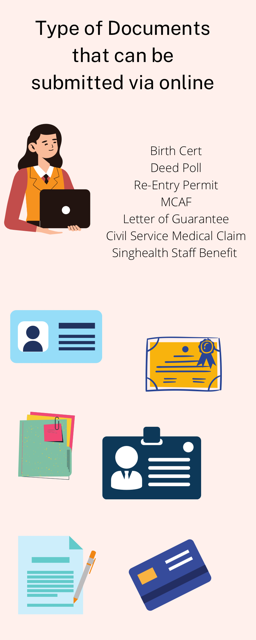 Type of Documents
that can be
submitted via online
Birth Cert
Deed Poll
Re-Entry Permit
MCAF
Letter of Guarantee
Civil Service Medical Claim
Singhealth Staff Benefit